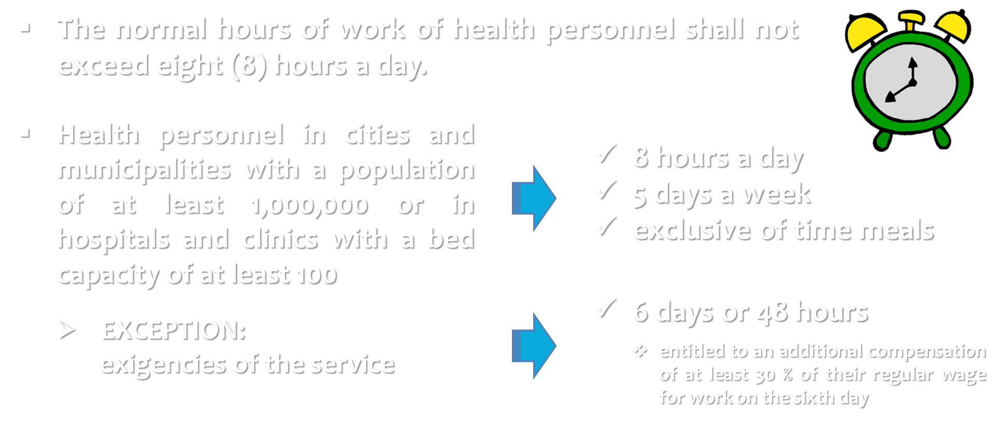 ▪ The normal hours of work of health personnel shall not
exceed eight (8) hours a day.
▪ Health personnel in cities and
municipalities with a population
of at least 1,000,000 or in
hospitals and clinics with a bed
capacity of at least 100
✓ 8 hours a day
✓ 5 days a week
✓ exclusive of time meals
➢ EXCEPTION:
exigencies of the service
✓ 6 days or 48 hours
❖ entitled to an additional compensation
of at least 30 % of their regular wage
for work on the sixth day